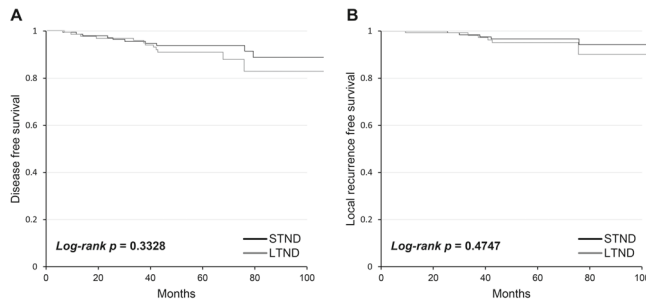 A
1
0.8
0.6
0.4
0.2
0
Disease free survival
Log-rank p = 0.3328
STND
LTND
0 20 40 60 80 100
Months
B
1
0.8
0.6
0.4
0.2
0
Local recurrence free survival
Log-rank p = 0.4747
STND
LTND
0 20 40 60 80 100
Months